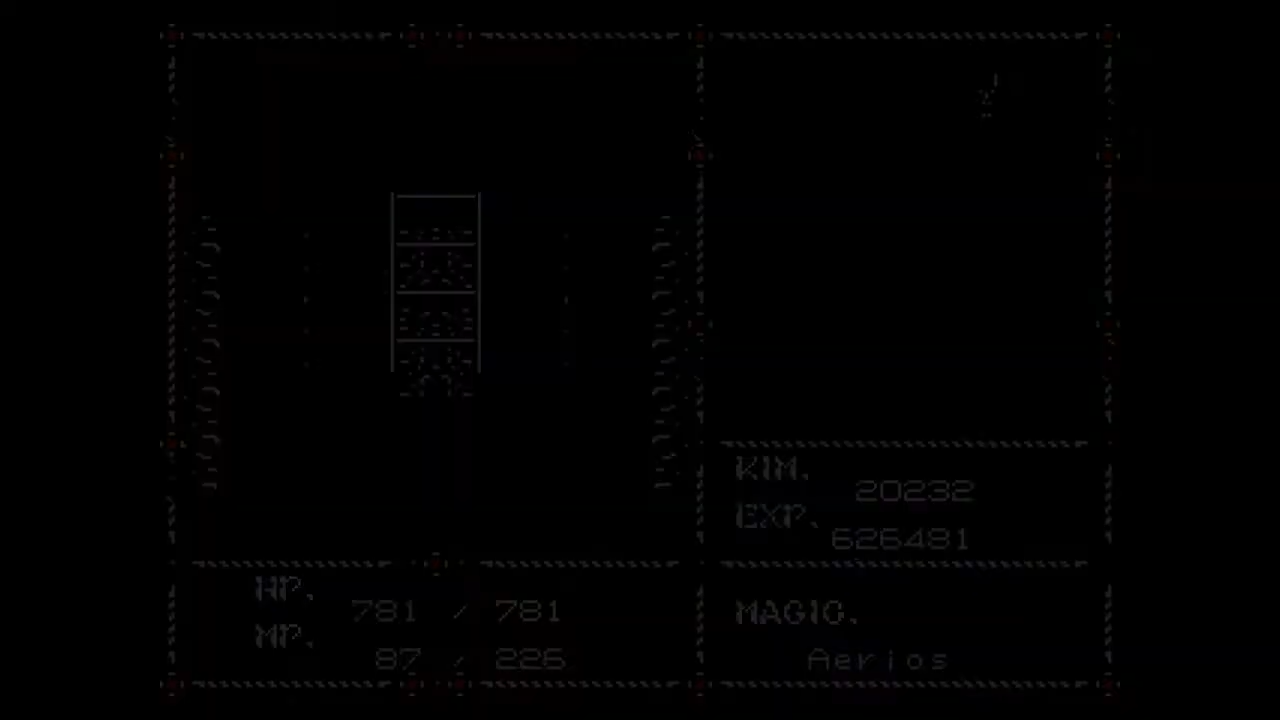 KIM.
20232
EXP.
626481
HP.
781 / 781
MP.
87 / 226
MAGIC.
Aerios